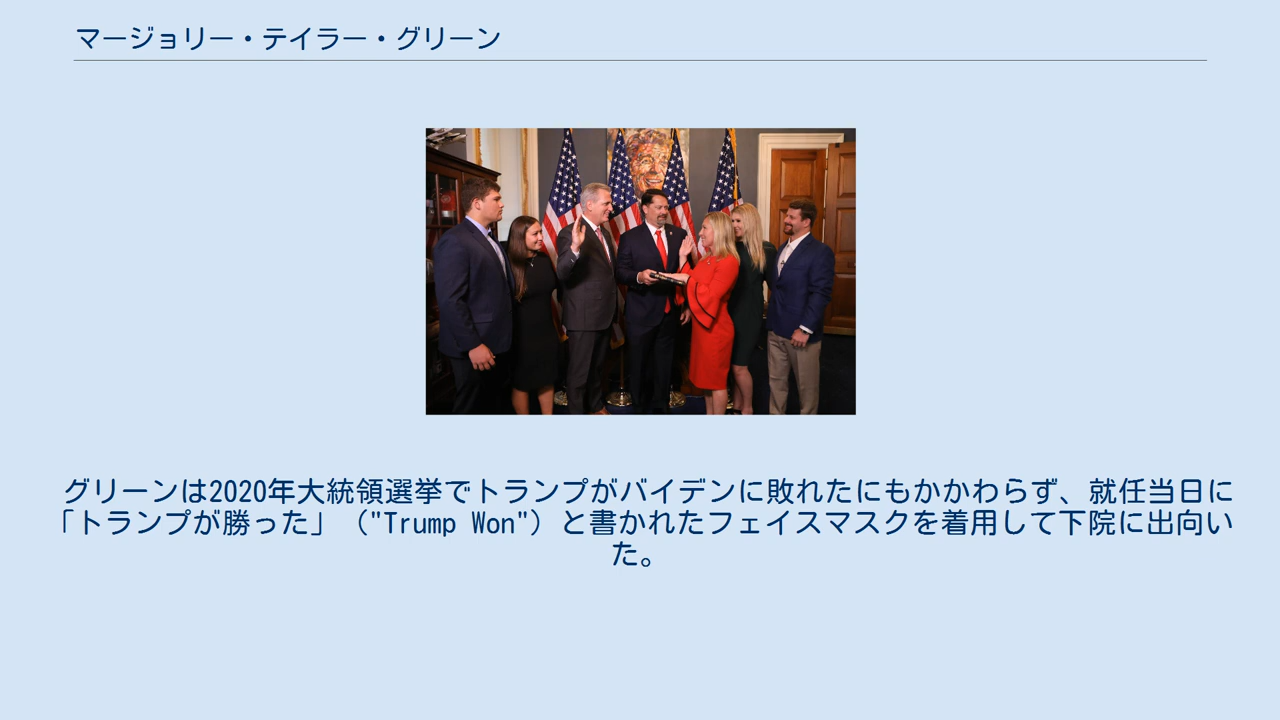 マージョリー・テイラー・グリーン
グリーンは2020年大統領選挙でトランプがバイデンに敗れたにもかかわらず、就任当日に
「トランプが勝った」（"Trump Won"）と書かれたフェイスマスクを着用して下院に出向い
た。